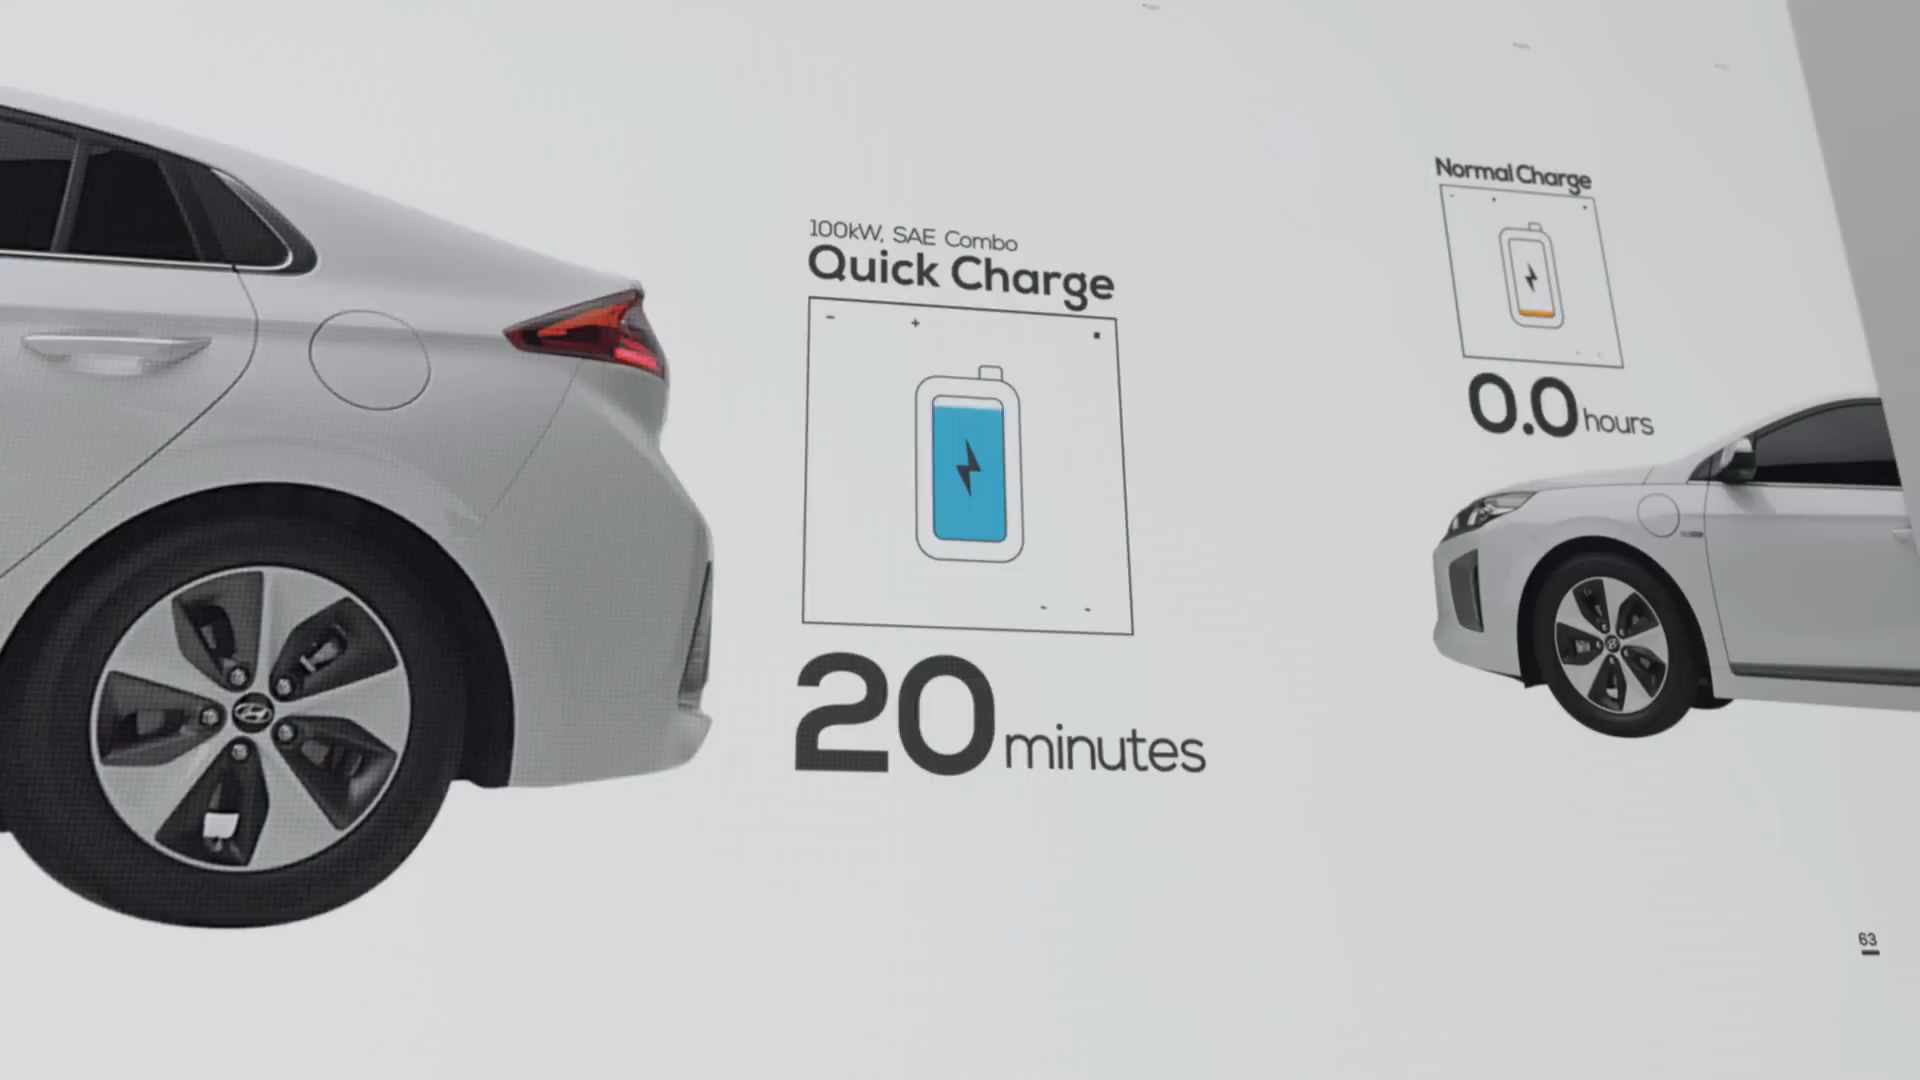 100kW, SAE Combo
Quick Charge
20 minutes
Normal Charge
0.0 hours
63